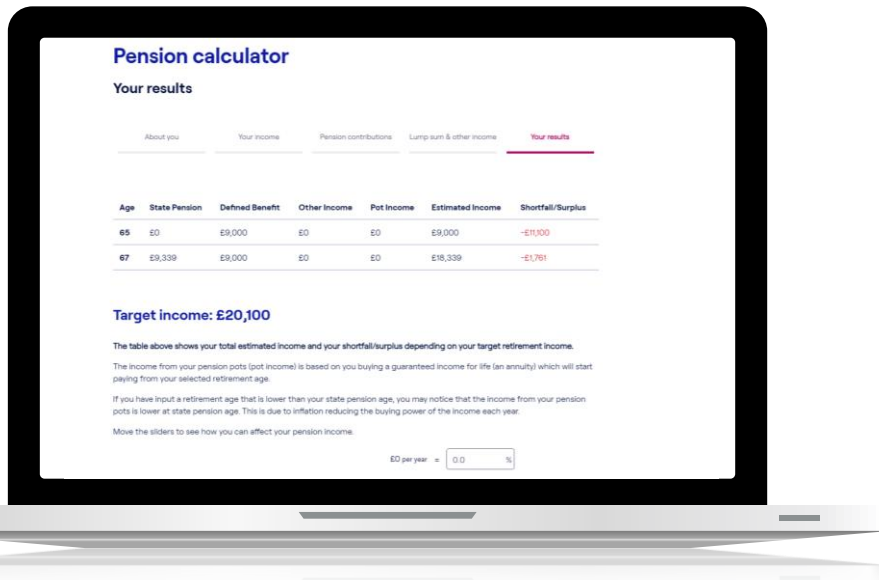 Pension calculator
Your results
About you Your income Pension contributions Lump sum & other income Your results
Age State Pension Defined Benefit Other Income Pot Income Estimated Income Shortfall/Surplus
65 £0 £9,000 £0 £0 £9,000 -£11,100
67 £9,339 £9,000 £0 £0 £18,339 -£1,761
Target income: £20,100
The table above shows your total estimated income and your shortfall/surplus depending on your target retirement income.
The income from your pension pots (pot income) is based on you buying a guaranteed income for life (an annuity) which will start
paying from your selected retirement age.
If you have input a retirement age that is lower than your state pension age, you may notice that the income from your pension
pots is lower at state pension age. This is due to inflation reducing the buying power of the income each year.
Move the sliders to see how you can affect your pension income.
£0 per year = 0.0 %